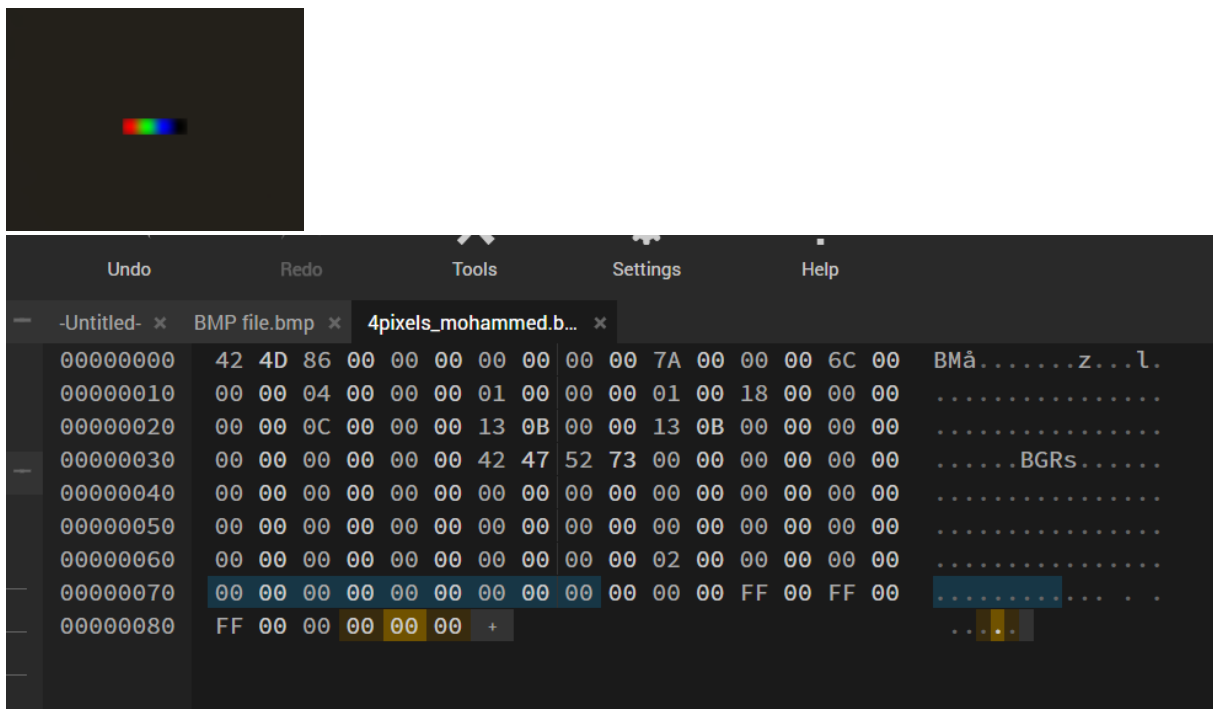 Undo Redo Tools Settings Help
-Untitled- × BMP file.bmp × 4pixels_mohammed.b... ×
00000000 42 4D 86 00 00 00 00 00 00 00 7A 00 00 00 6C 00 BMå.......z...l.
00000010 00 00 04 00 00 00 01 00 00 00 01 00 18 00 00 00 ................
00000020 00 00 0C 00 00 00 13 0B 00 00 13 0B 00 00 00 00 ................
00000030 00 00 00 00 00 00 42 47 52 73 00 00 00 00 00 00 ......BGRs......
00000040 00 00 00 00 00 00 00 00 00 00 00 00 00 00 00 00 ................
00000050 00 00 00 00 00 00 00 00 00 00 00 00 00 00 00 00 ................
00000060 00 00 00 00 00 00 00 00 00 00 02 00 00 00 00 00 ................
00000070 00 00 00 00 00 00 00 00 00 00 00 00 FF 00 FF 00 ............ . .
00000080 FF 00 00 00 00 00 + .....